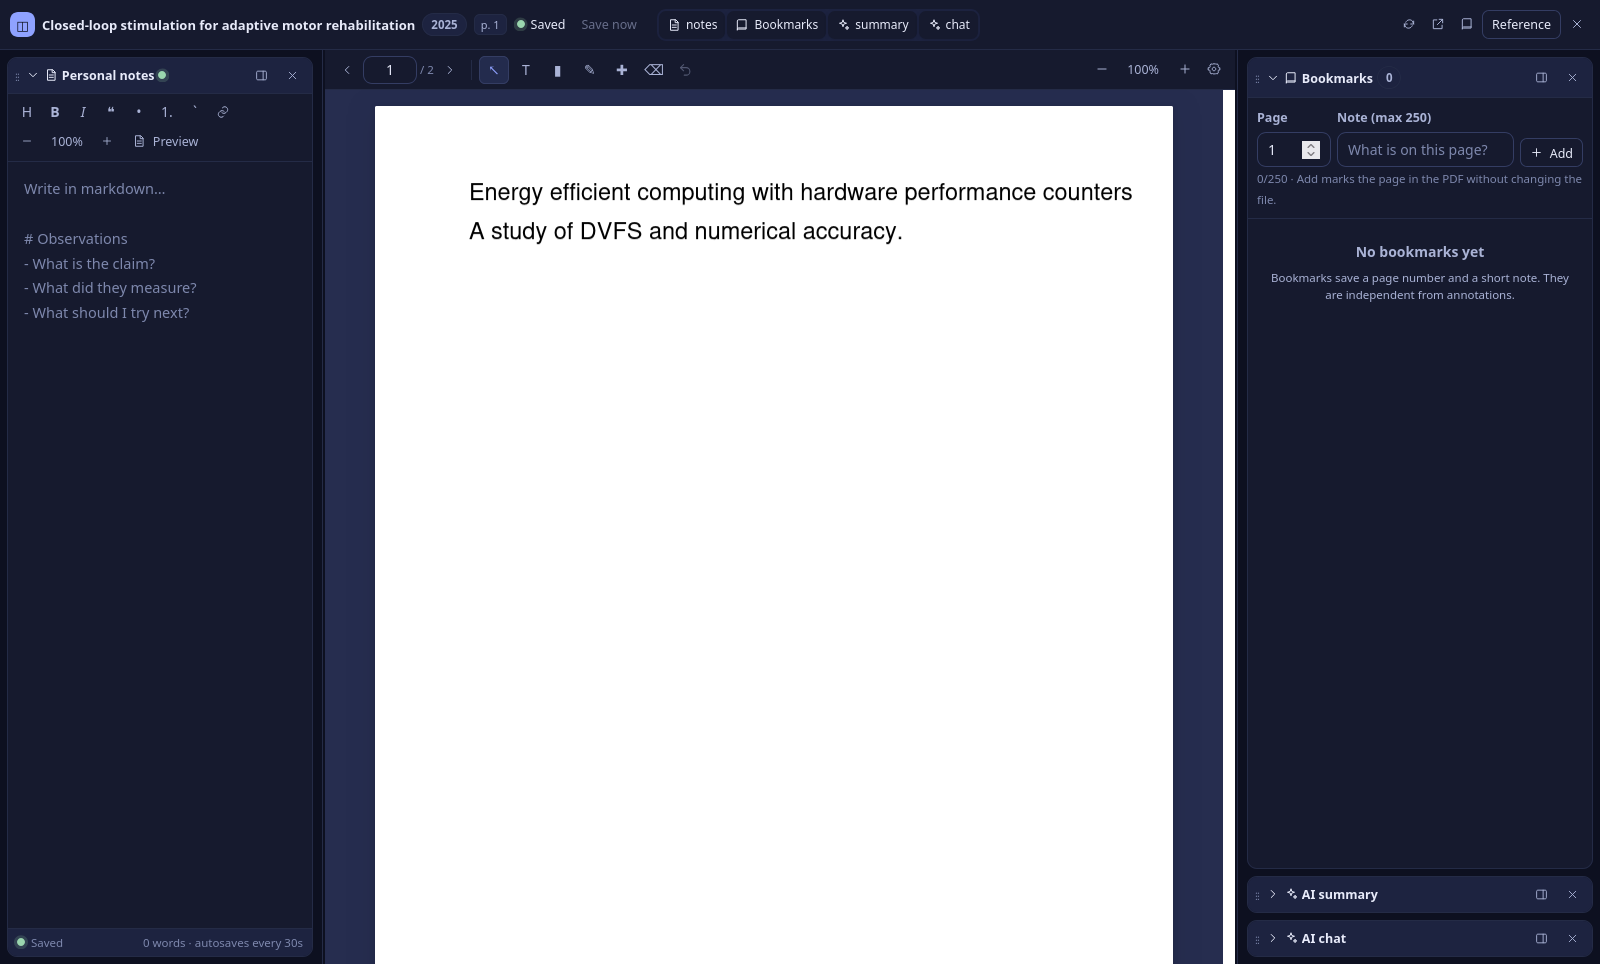 Closed-loop stimulation for adaptive motor rehabilitation 2025 p. 1 Saved Save now notes Bookmarks summary chat Reference
Personal notes
H B I ❝ • 1. `
− 100% + Preview
Write in markdown...
# Observations
- What is the claim?
- What did they measure?
- What should I try next?
Saved 0 words · autosaves every 30s
1 / 2 T 100%
Energy efficient computing with hardware performance counters
A study of DVFS and numerical accuracy.
Bookmarks 0
Page Note (max 250)
1 What is on this page? + Add
0/250 · Add marks the page in the PDF without changing the
file.
No bookmarks yet
Bookmarks save a page number and a short note. They
are independent from annotations.
AI summary
AI chat